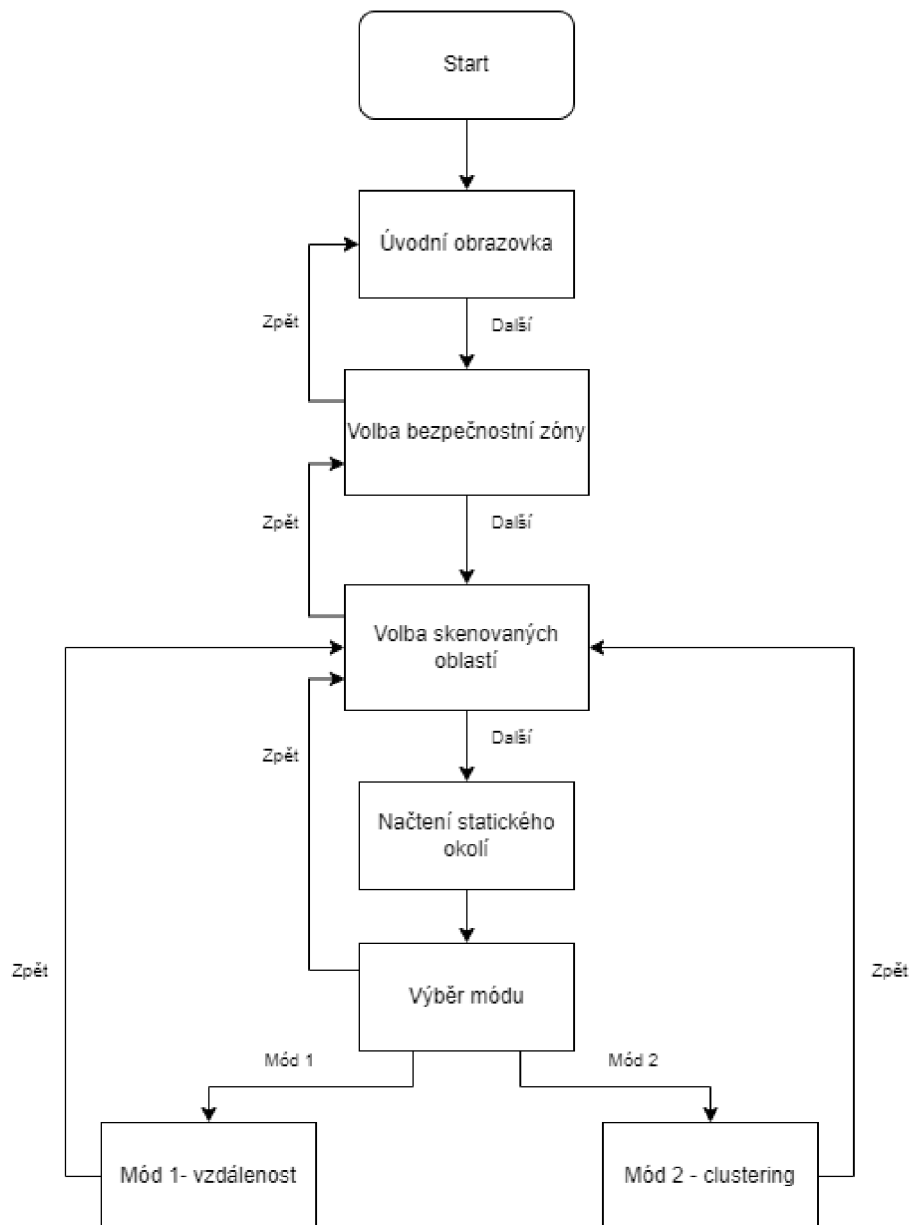 Start
Úvodní obrazovka
Zpět
Další
Volba bezpečnostní zóny
Zpět
Další
Volba skenovaných
oblastí
Další
Zpět
Načtení statického
okolí
Zpět
Zpět
Výběr módu
Mód 1
Mód 2
Mód 1- vzdálenost
Mód 2 - clustering